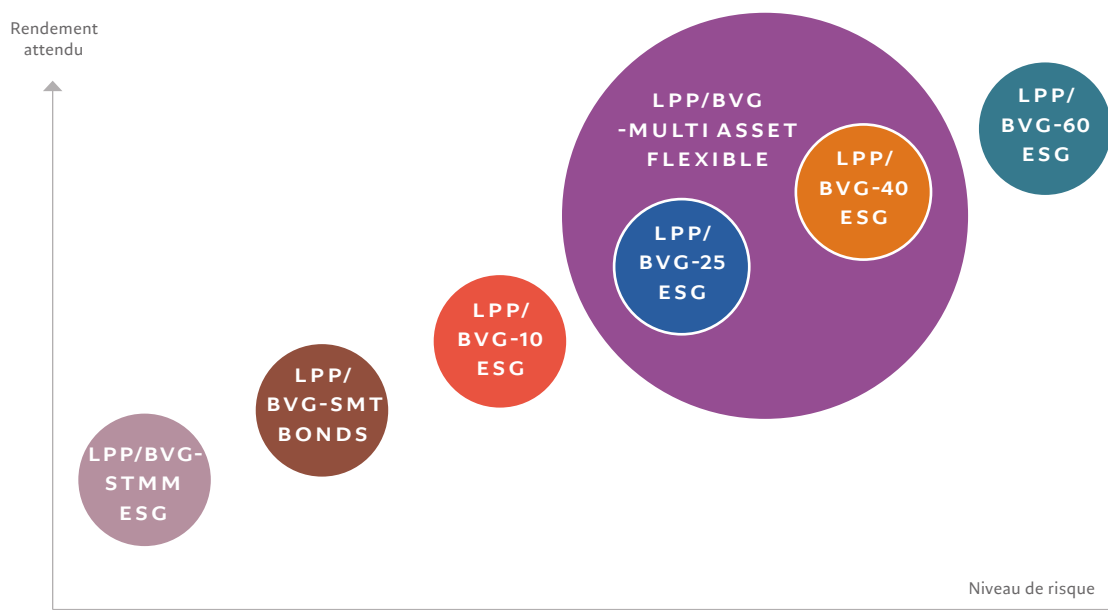 Rendement
attendu
LPP/BVG
-MULTI ASSET
FLEXIBLE
LPP/
BVG-60
ESG
LPP/
BVG-40
ESG
LPP/
BVG-25
ESG
LPP/
BVG-10
ESG
LPP/
BVG-SMT
BONDS
LPP/BVG-
STMM
ESG
Niveau de risque